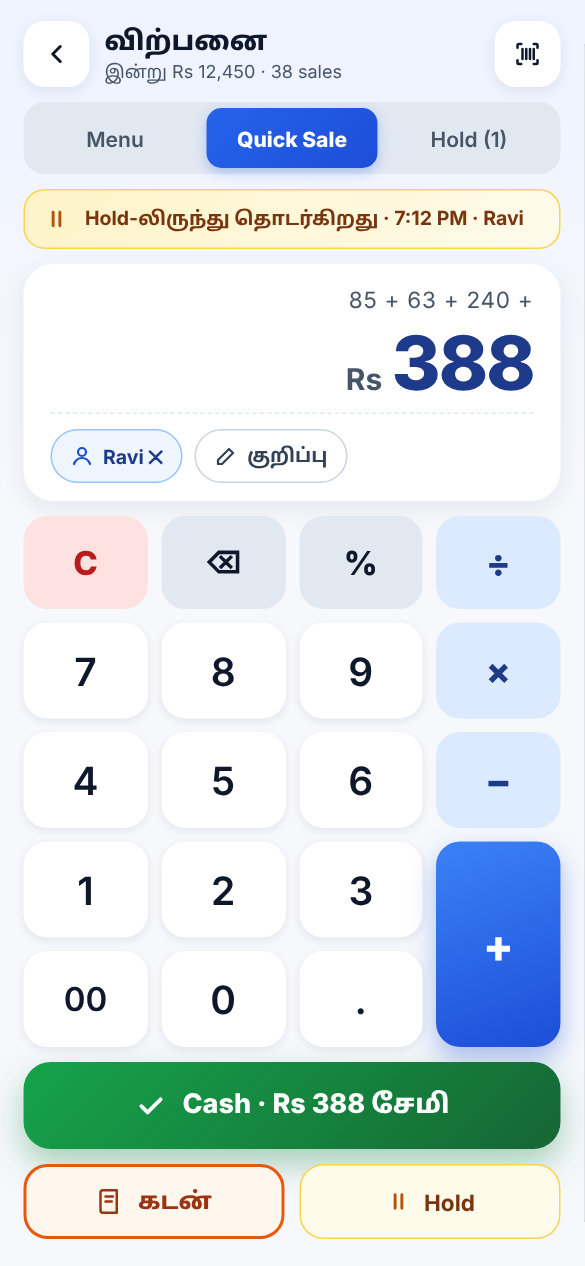 விற்பனை
இன்று Rs 12,450 · 38 sales
Menu
Quick Sale
Hold (1)
Hold-லிருந்து தொடர்கிறது · 7:12 PM · Ravi
85 + 63 + 240 +
Rs 388
Ravi ×
குறிப்பு
C
%
÷
7
8
9
×
4
5
6
−
1
2
3
+
00
0
.
Cash · Rs 388 சேமி
கடன்
Hold